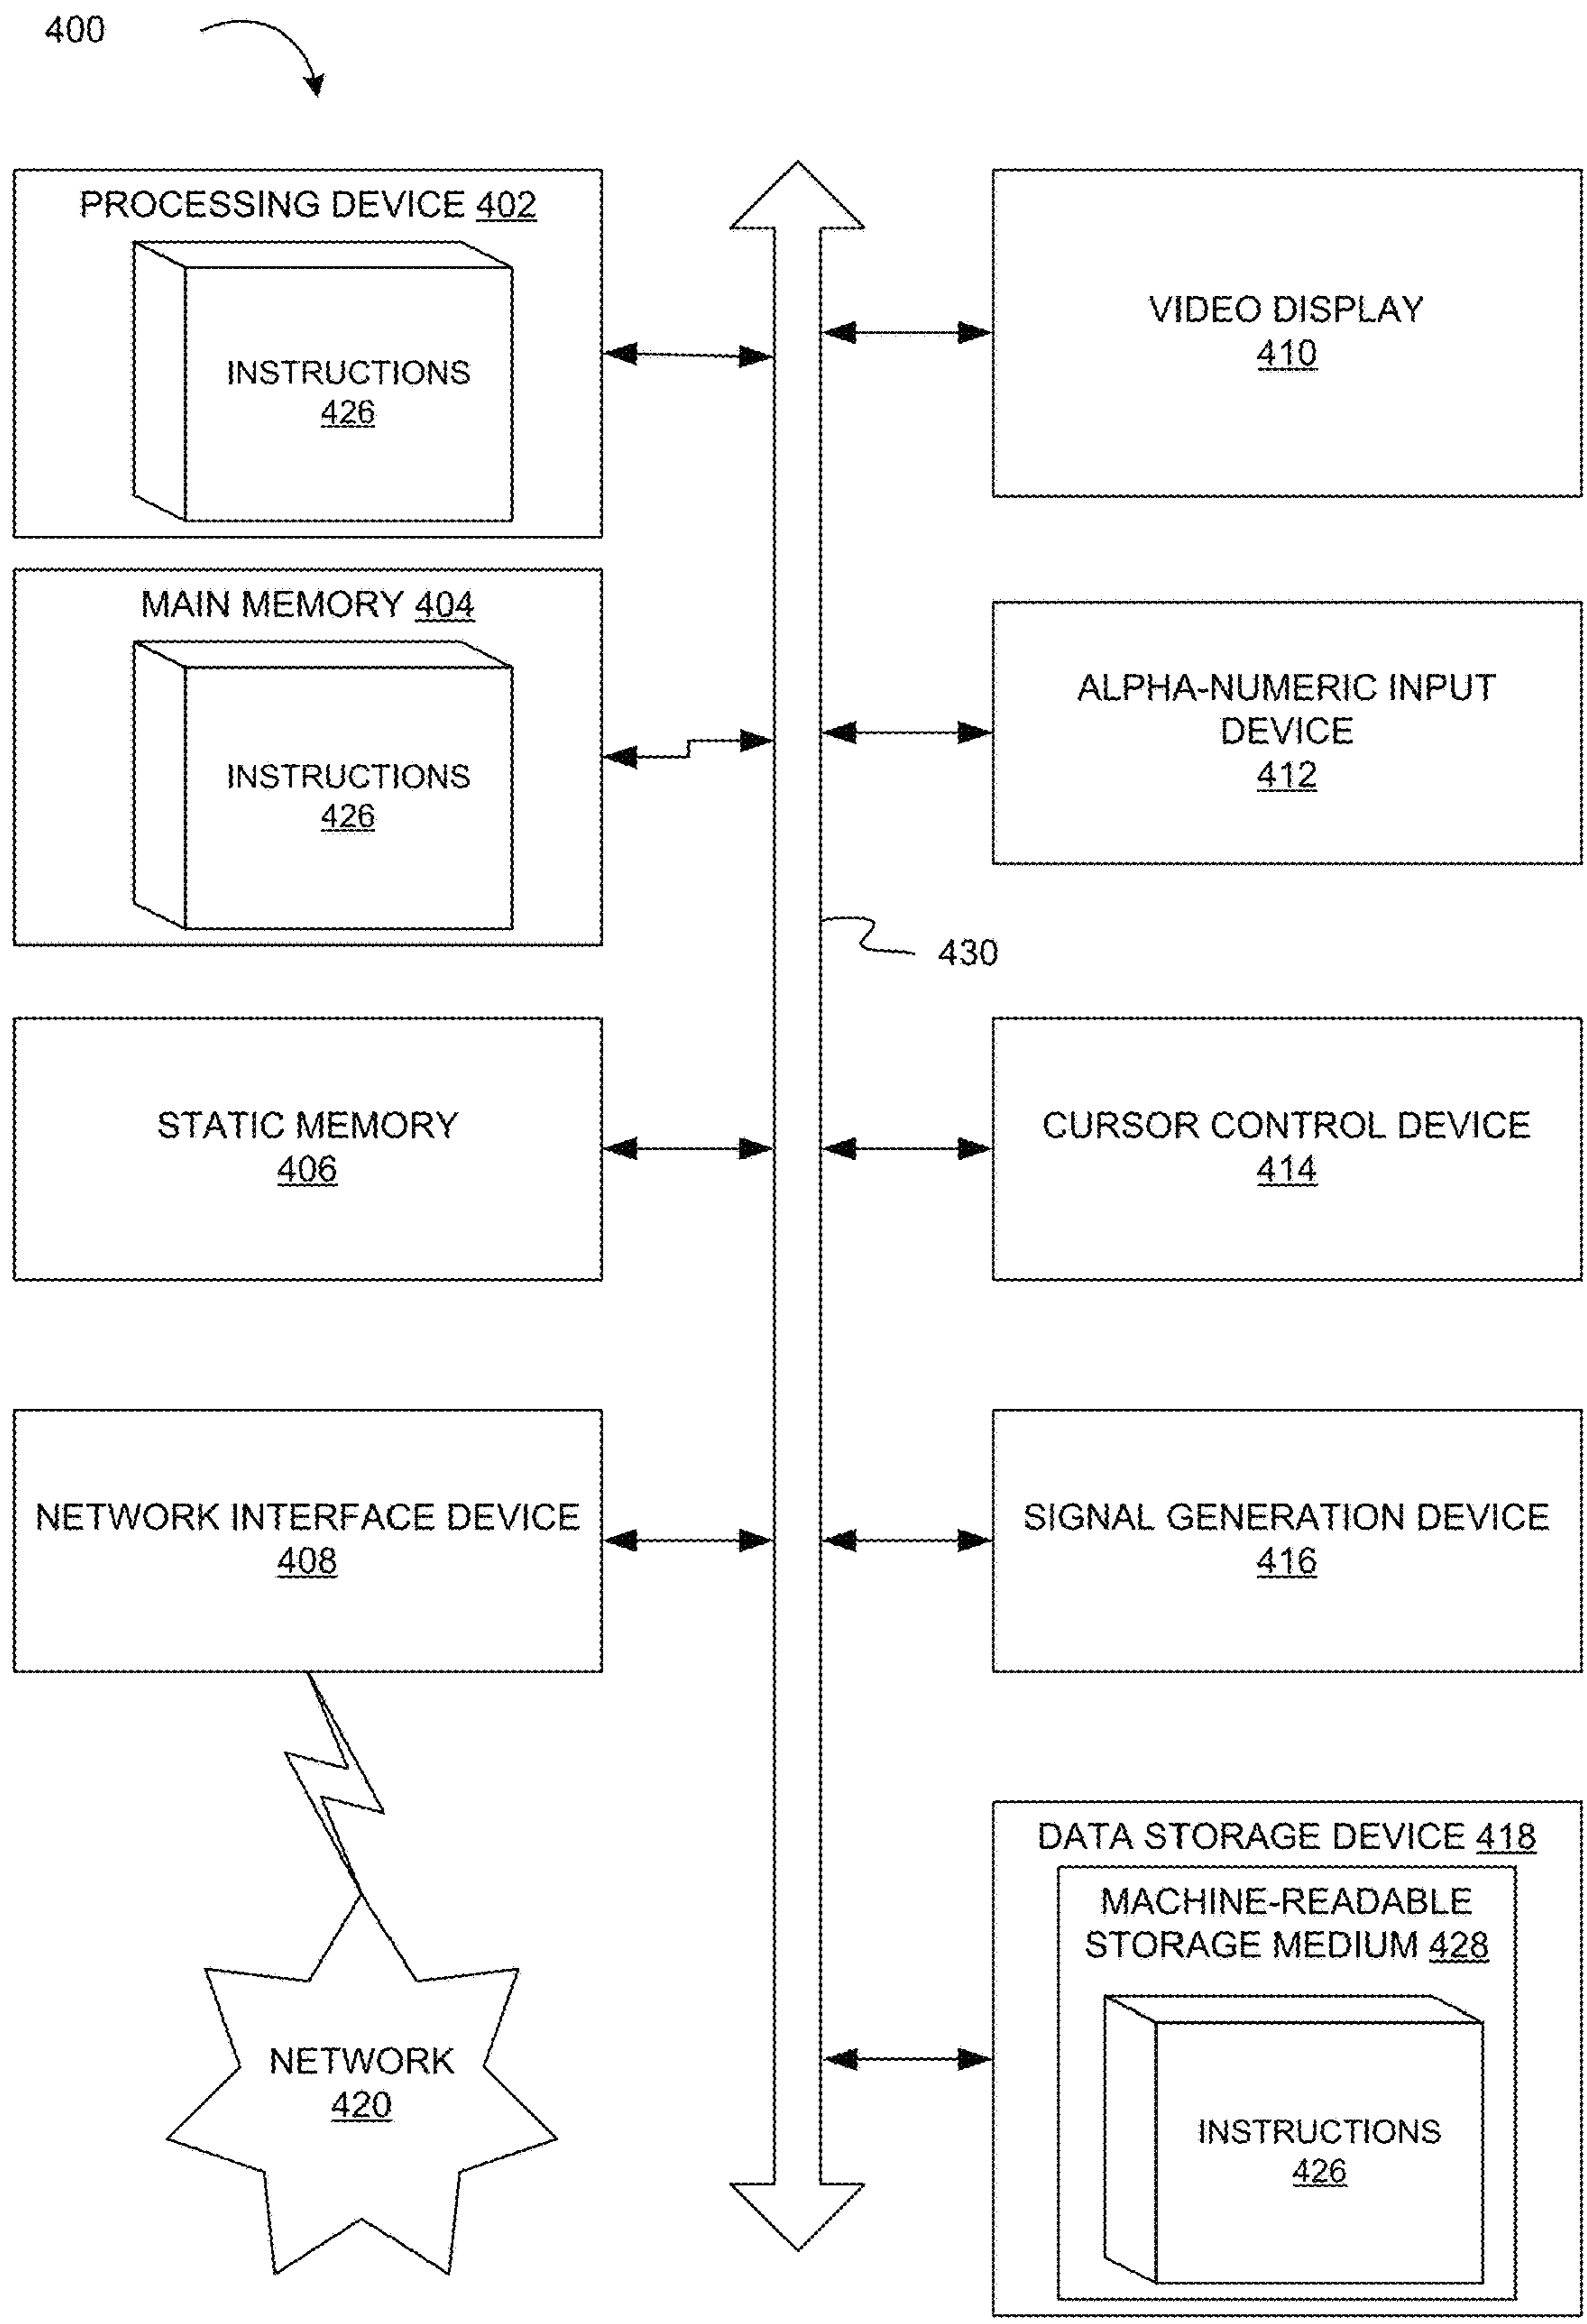 400
PROCESSING DEVICE 402
INSTRUCTIONS
426
MAIN MEMORY 404
INSTRUCTIONS
426
STATIC MEMORY
406
NETWORK INTERFACE DEVICE
408
NETWORK
420
430
VIDEO DISPLAY
410
ALPHA-NUMERIC INPUT
DEVICE
412
CURSOR CONTROL DEVICE
414
SIGNAL GENERATION DEVICE
416
DATA STORAGE DEVICE 418
MACHINE-READABLE
STORAGE MEDIUM 428
INSTRUCTIONS
426